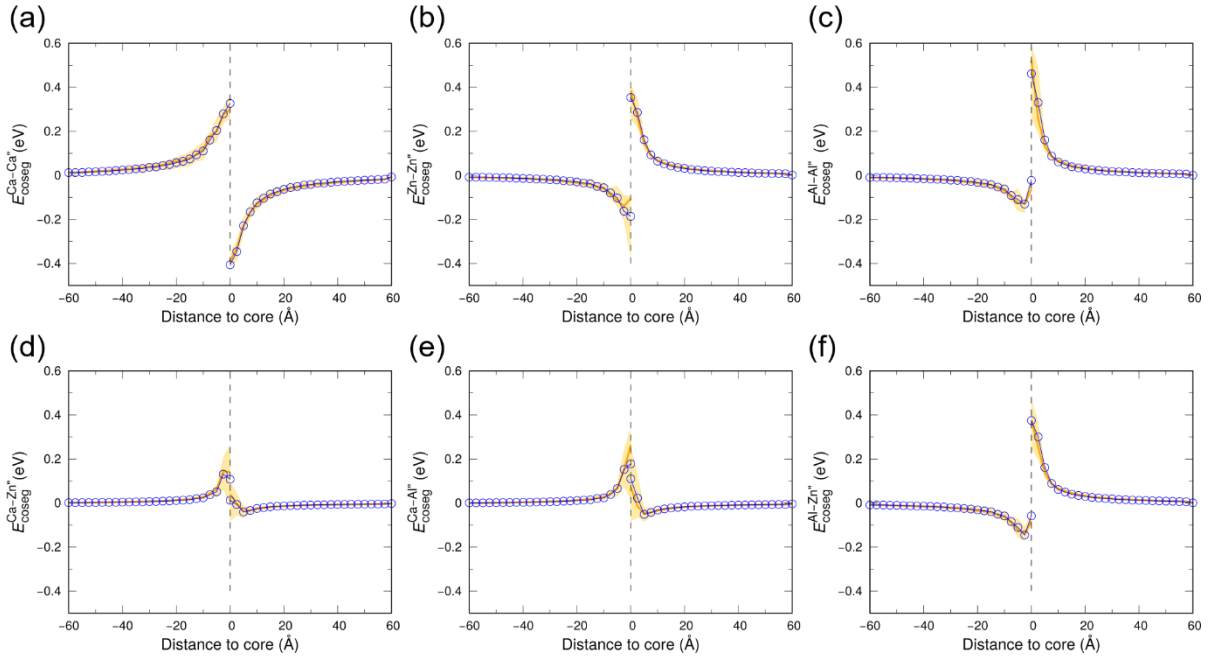 (a)
E Ca−Ca" coseg (eV)
0.6
0.4
0.2
0
−0.2
−0.4
−60 −40 −20 0 20 40 60
Distance to core (Å)
(b)
E Zn−Zn" coseg (eV)
0.6
0.4
0.2
0
−0.2
−0.4
−60 −40 −20 0 20 40 60
Distance to core (Å)
(c)
E Al−Al" coseg (eV)
0.6
0.4
0.2
0
−0.2
−0.4
−60 −40 −20 0 20 40 60
Distance to core (Å)
(d)
E Ca−Zn" coseg (eV)
0.6
0.4
0.2
0
−0.2
−0.4
−60 −40 −20 0 20 40 60
Distance to core (Å)
(e)
E Ca−Al" coseg (eV)
0.6
0.4
0.2
0
−0.2
−0.4
−60 −40 −20 0 20 40 60
Distance to core (Å)
(f)
E Al−Zn" coseg (eV)
0.6
0.4
0.2
0
−0.2
−0.4
−60 −40 −20 0 20 40 60
Distance to core (Å)